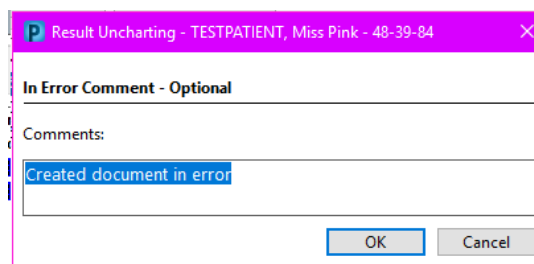 Result Uncharting - TESTPATIENT, Miss Pink - 48-39-84
In Error Comment - Optional
Comments:
Created document in error
OK
Cancel